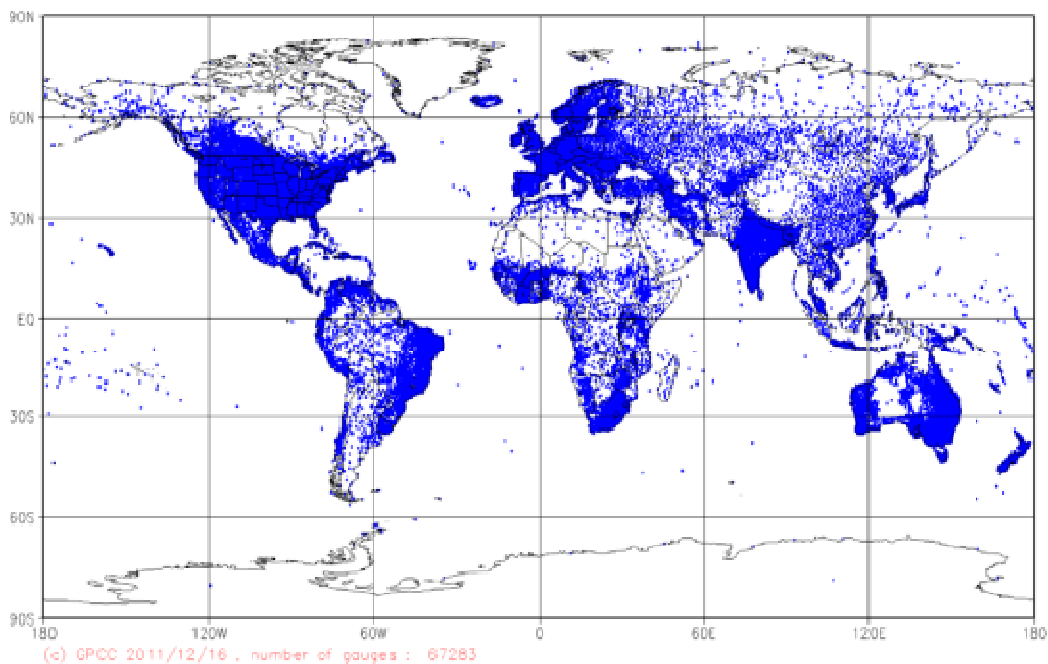 90N
60N
30N
EQ
30S
60S
90S
180 120W 60W 0 60E 120E 180
(c) GPCC 2011/12/16 , number of gauges : 67283